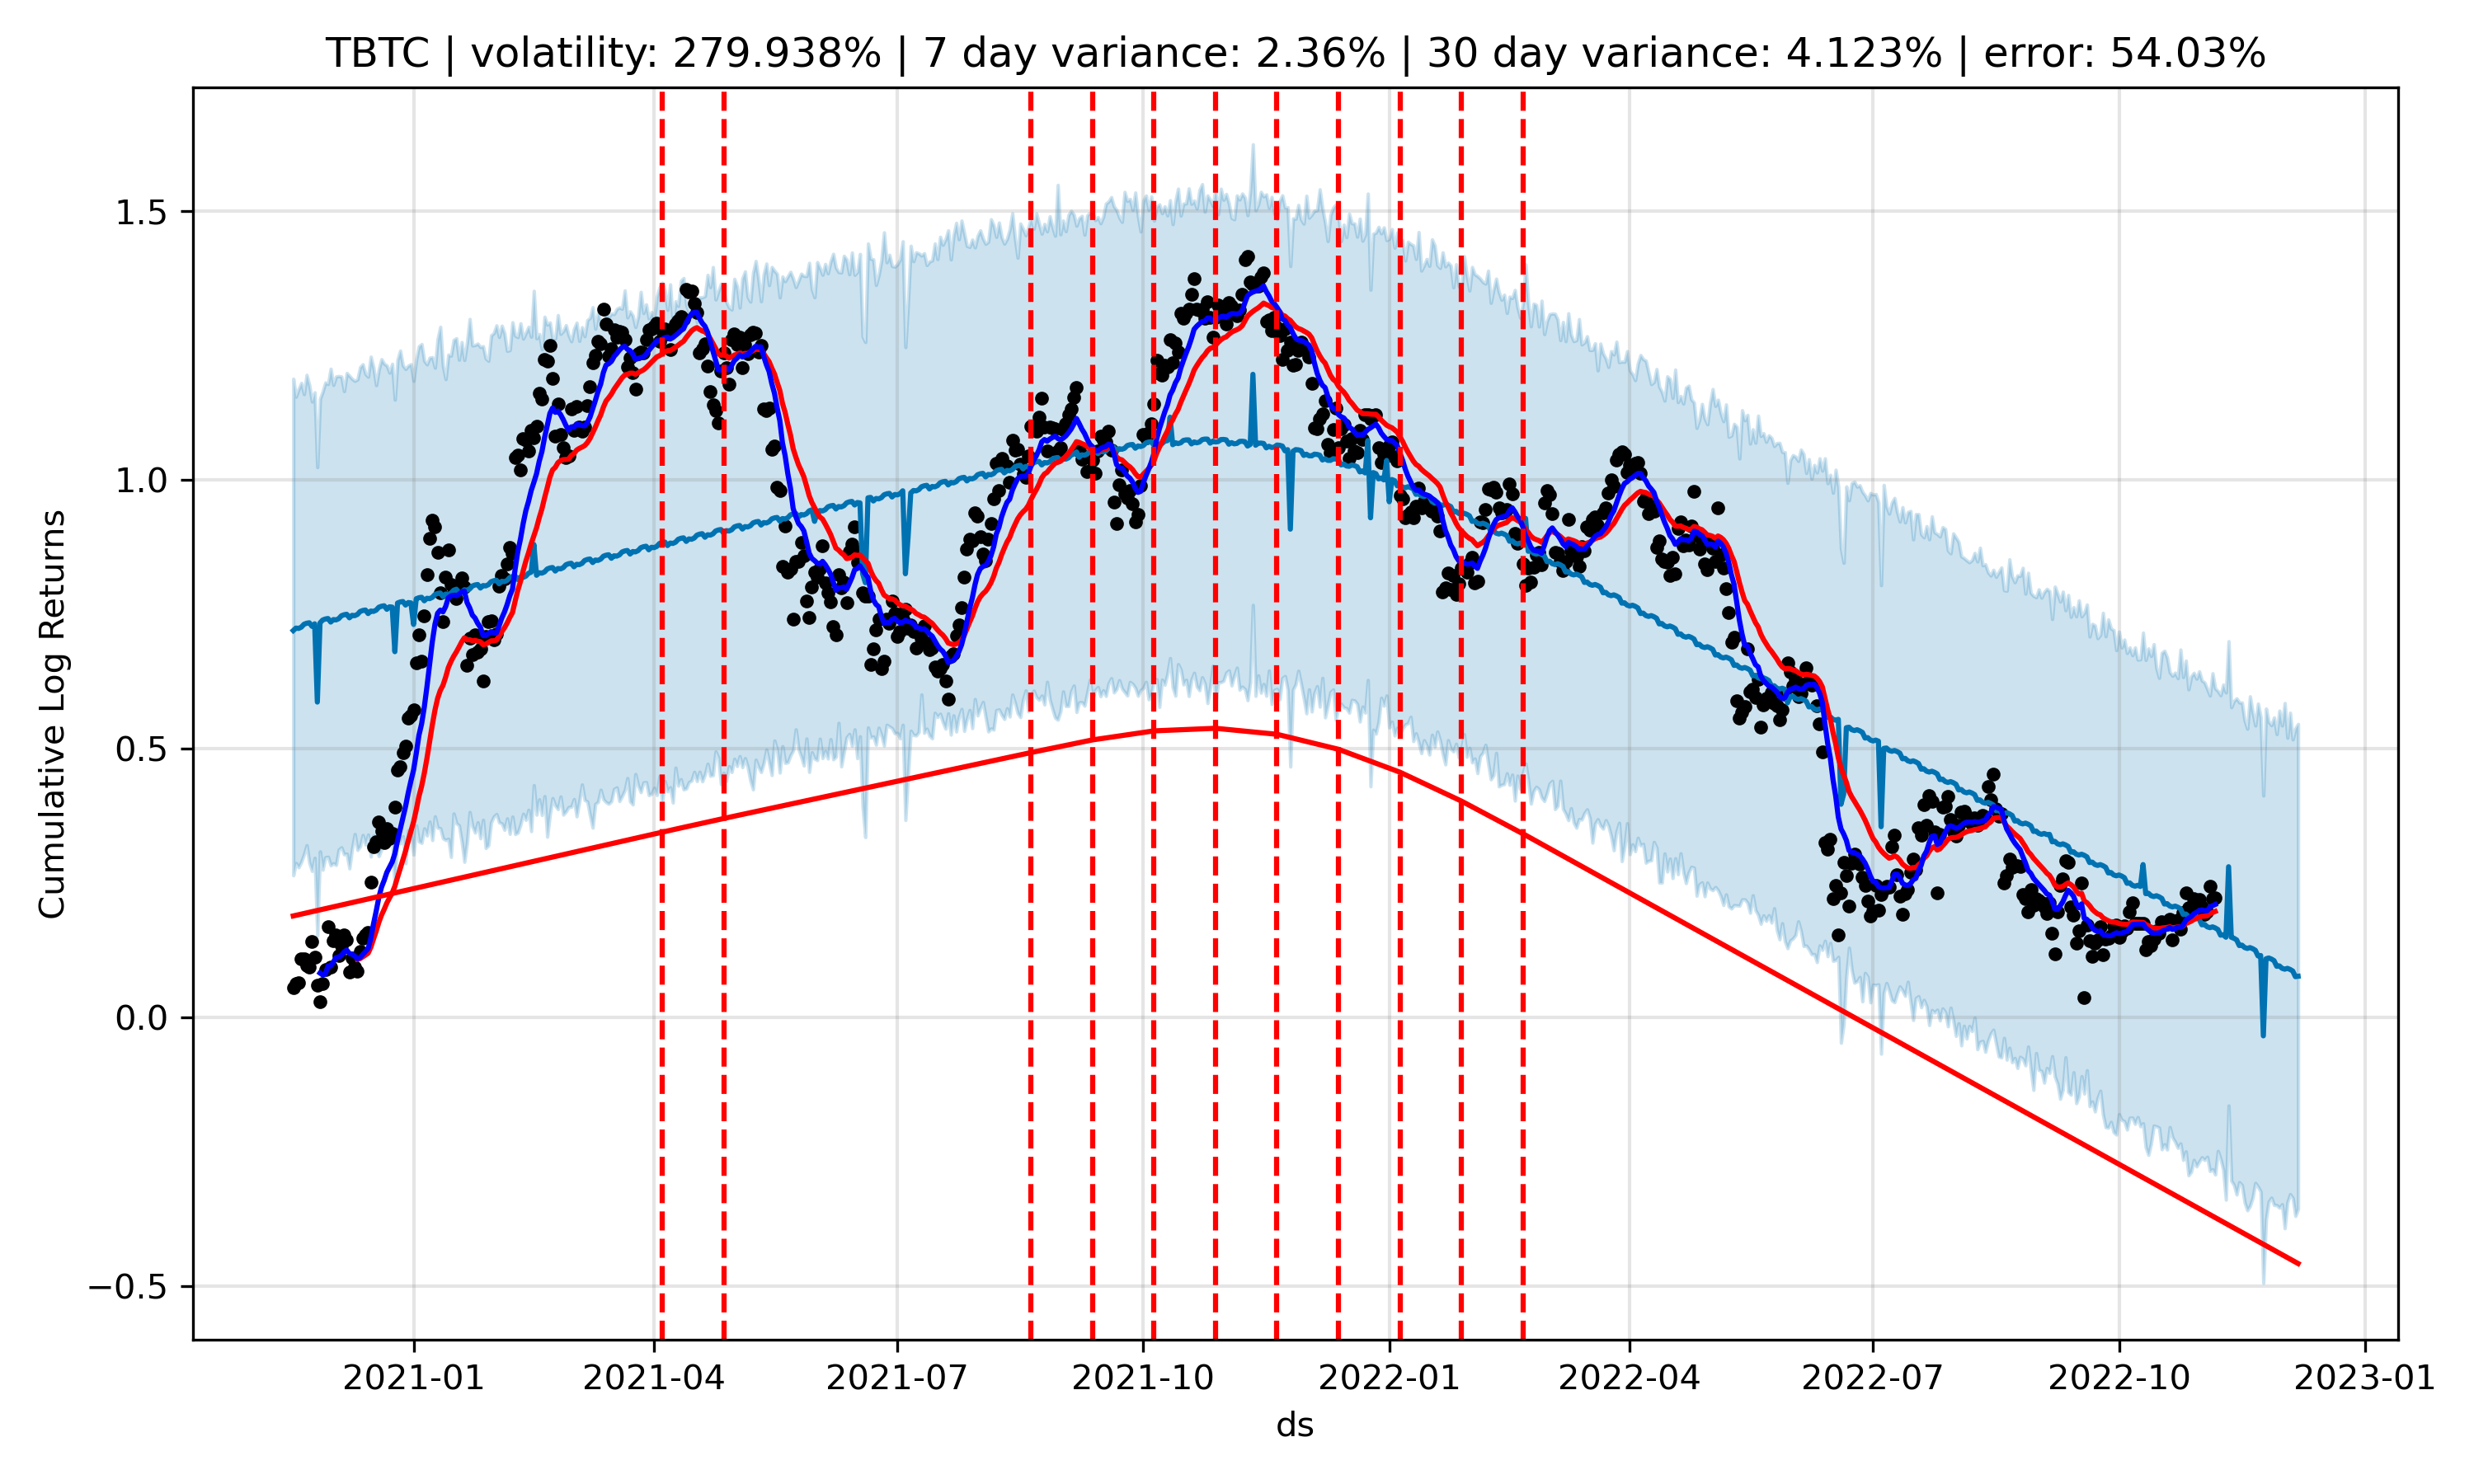 TBTC | volatility: 279.938% | 7 day variance: 2.36% | 30 day variance: 4.123% | error: 54.03%
Cumulative Log Returns
1.5
1.0
0.5
0.0
−0.5
2021-01 2021-04 2021-07 2021-10 2022-01 2022-04 2022-07 2022-10 2023-01
ds